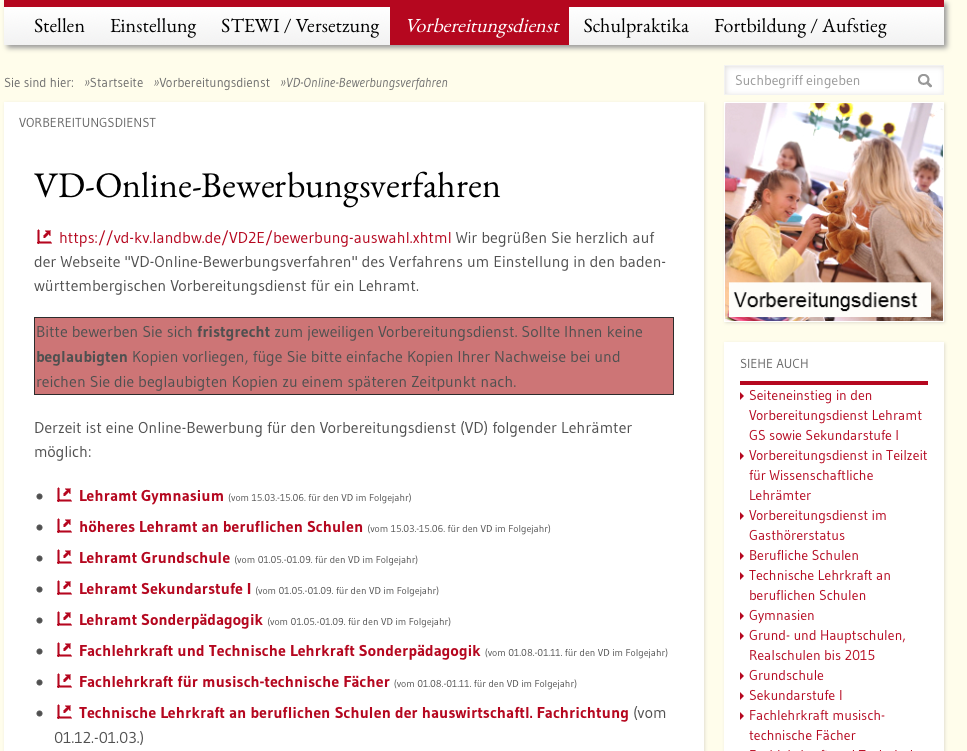 Stellen Einstellung STEWI / Versetzung Vorbereitungsdienst Schulpraktika Fortbildung / Aufstieg
Sie sind hier: »Startseite »Vorbereitungsdienst »VD-Online-Bewerbungsverfahren
Suchbegriff eingeben
VORBEREITUNGSDIENST
VD-Online-Bewerbungsverfahren
https://vd-kv.landbw.de/VD2E/bewerbung-auswahl.xhtml Wir begrüßen Sie herzlich auf
der Webseite "VD-Online-Bewerbungsverfahren" des Verfahrens um Einstellung in den baden-
württembergischen Vorbereitungsdienst für ein Lehramt.
Bitte bewerben Sie sich fristgrecht zum jeweiligen Vorbereitungsdienst. Sollte Ihnen keine
beglaubigten Kopien vorliegen, füge Sie bitte einfache Kopien Ihrer Nachweise bei und
reichen Sie die beglaubigten Kopien zu einem späteren Zeitpunkt nach.
Derzeit ist eine Online-Bewerbung für den Vorbereitungsdienst (VD) folgender Lehrämter
möglich:
Lehramt Gymnasium (vom 15.03.-15.06. für den VD im Folgejahr)
höheres Lehramt an beruflichen Schulen (vom 15.03.-15.06. für den VD im Folgejahr)
Lehramt Grundschule (vom 01.05.-01.09. für den VD im Folgejahr)
Lehramt Sekundarstufe I (vom 01.05.-01.09. für den VD im Folgejahr)
Lehramt Sonderpädagogik (vom 01.05.-01.09. für den VD im Folgejahr)
Fachlehrkraft und Technische Lehrkraft Sonderpädagogik (vom 01.08.-01.11. für den VD im Folgejahr)
Fachlehrkraft für musisch-technische Fächer (vom 01.08.-01.11. für den VD im Folgejahr)
Technische Lehrkraft an beruflichen Schulen der hauswirtschaftl. Fachrichtung (vom
01.12.-01.03.)
Vorbereitungsdienst
SIEHE AUCH
Seiteneinstieg in den
Vorbereitungsdienst Lehramt
GS sowie Sekundarstufe I
Vorbereitungsdienst in Teilzeit
für Wissenschaftliche
Lehrämter
Vorbereitungsdienst im
Gasthörerstatus
Berufliche Schulen
Technische Lehrkraft an
beruflichen Schulen
Gymnasien
Grund- und Hauptschulen,
Realschulen bis 2015
Grundschule
Sekundarstufe I
Fachlehrkraft musisch-
technische Fächer